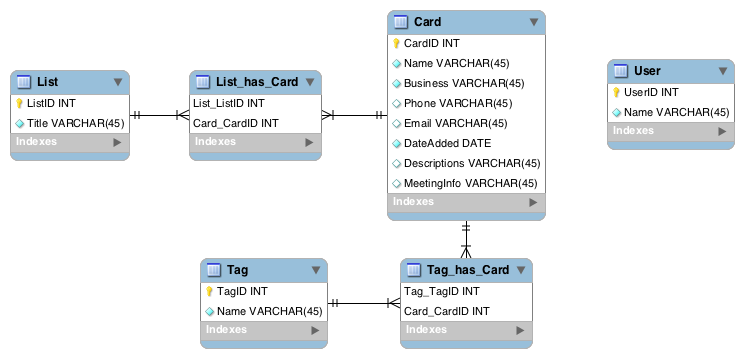 List
ListID INT
Title VARCHAR(45)
Indexes
List_has_Card
List_ListID INT
Card_CardID INT
Indexes
Card
CardID INT
Name VARCHAR(45)
Business VARCHAR(45)
Phone VARCHAR(45)
Email VARCHAR(45)
DateAdded DATE
Descriptions VARCHAR(45)
MeetingInfo VARCHAR(45)
Indexes
User
UserID INT
Name VARCHAR(45)
Indexes
Tag
TagID INT
Name VARCHAR(45)
Indexes
Tag_has_Card
Tag_TagID INT
Card_CardID INT
Indexes